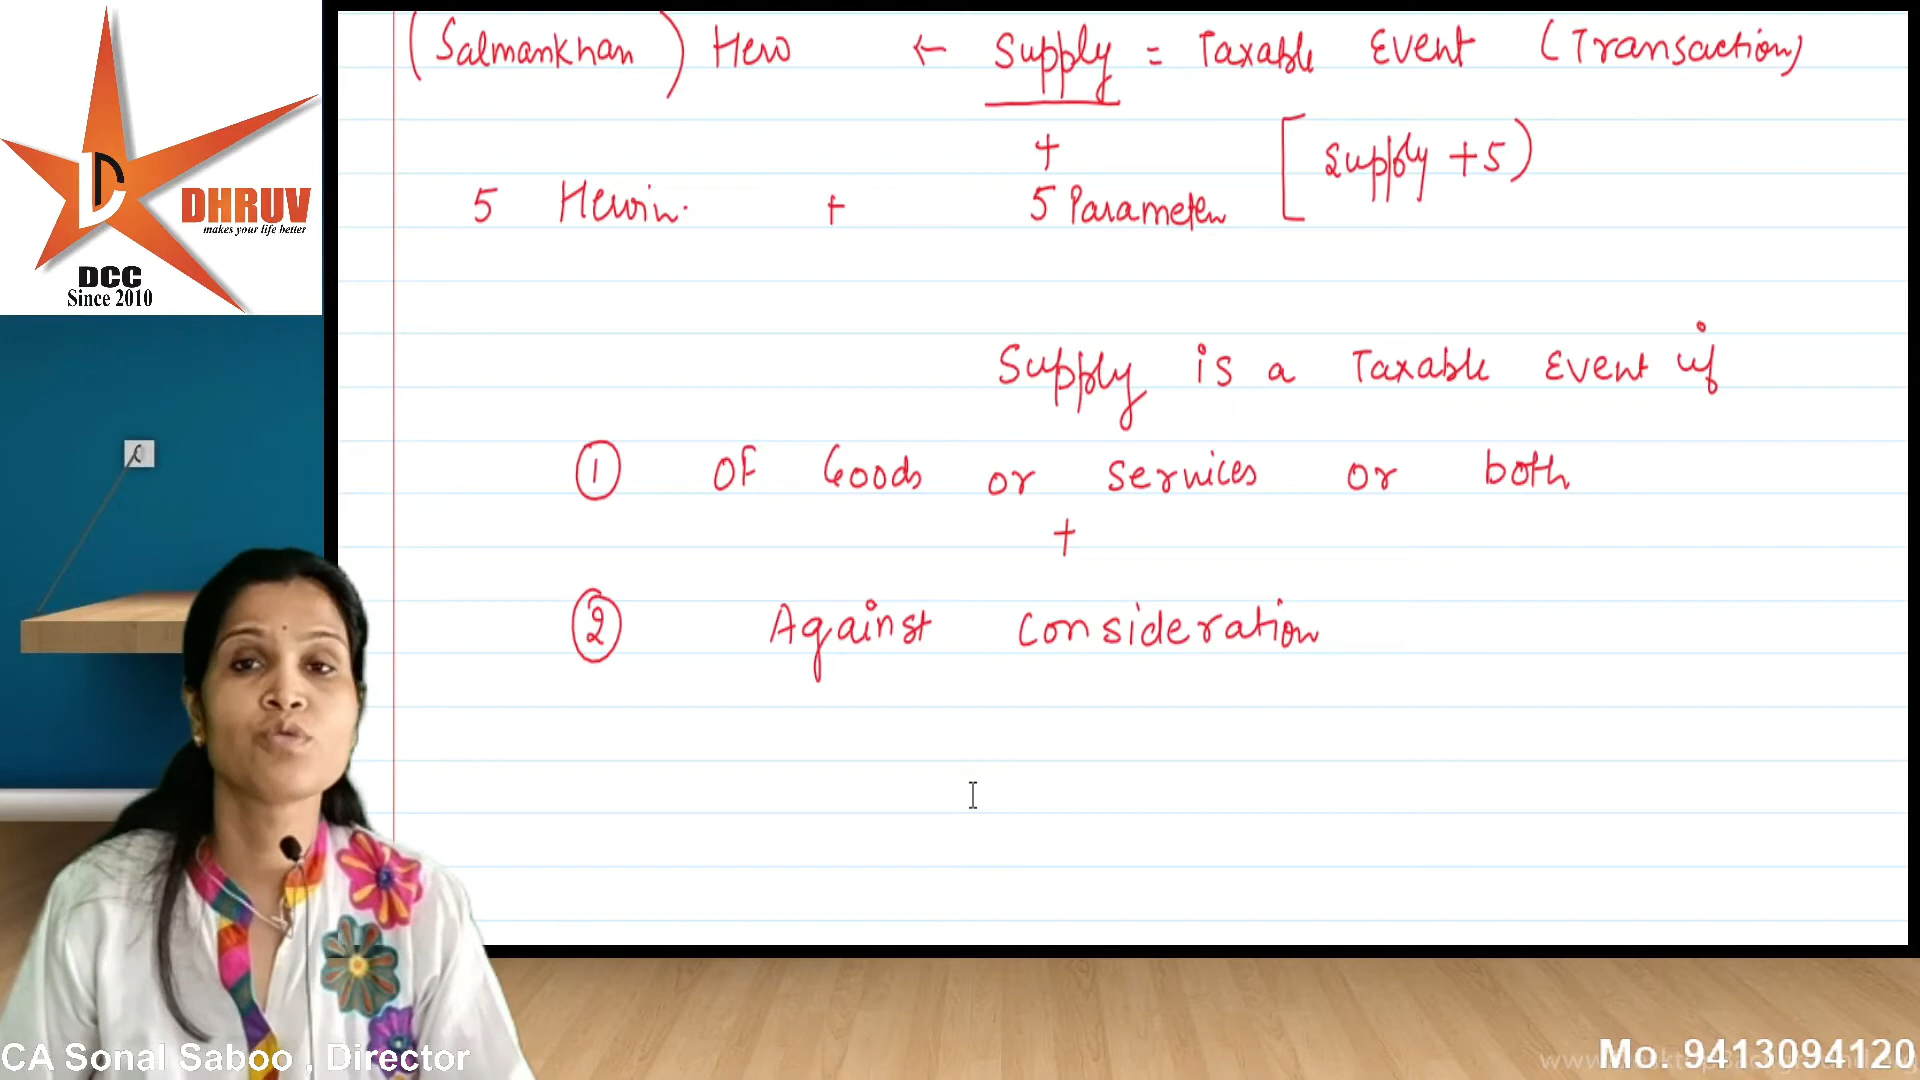 (Salmankhan) Hero ← Supply = Taxable Event (Transaction)
+ [Supply + 5)
5 Heroin. + 5 Parameter
Supply is a Taxable Event if
① Of Goods or Services or both
+
② Against Consideration
DHRUV
makes your life better
DCC
Since 2010
CA Sonal Saboo , Director
Mo. 9413094120